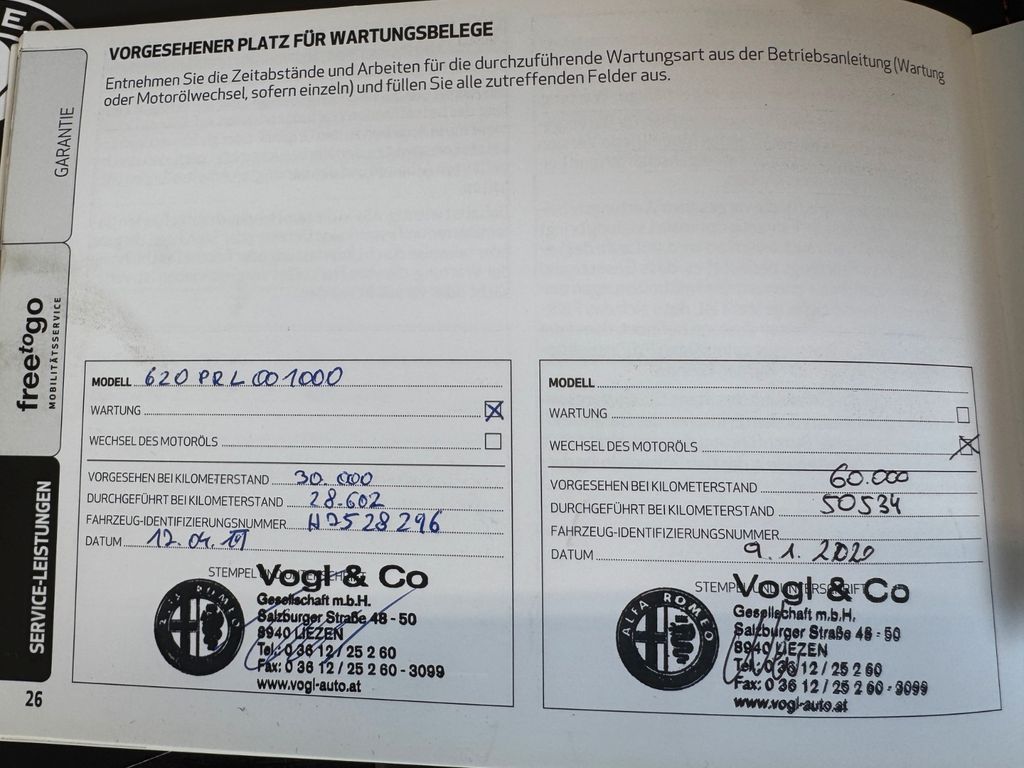 VORGESEHENER PLATZ FÜR WARTUNGSBELEGE
Entnehmen Sie die Zeitabstände und Arbeiten für die durchzuführende Wartungsart aus der Betriebsanleitung (Wartung
oder Motorölwechsel, sofern einzeln) und füllen Sie alle zutreffenden Felder aus.
GARANTIE
freetogo
MOBILITÄTSSERVICE
SERVICE-LEISTUNGEN
26
MODELL 620 PRL 001000
WARTUNG
WECHSEL DES MOTORÖLS
VORGESEHEN BEI KILOMETERSTAND 30.000
DURCHGEFÜHRT BEI KILOMETERSTAND 28.602
FAHRZEUG-IDENTIFIZIERUNGSNUMMER 528296
DATUM
STEMPEL
Vogl & Co
ALFA ROMEO
Gesellschaft m.b.H.
Salzburger Straße 48 - 50
8940 LIEZEN
Tel.: 0 36 12 / 25 2 60
Fax: 0 36 12 / 25 2 60 - 3099
www.vogl-auto.at
MODELL
WARTUNG
WECHSEL DES MOTORÖLS
VORGESEHEN BEI KILOMETERSTAND 60.000
DURCHGEFÜHRT BEI KILOMETERSTAND 50534
FAHRZEUG-IDENTIFIZIERUNGSNUMMER
DATUM 9.1.2020
STEMPEL UND UNTERSCHRIFT
Vogl & Co
ALFA ROMEO
Gesellschaft m.b.H.
Salzburger Straße 48 - 50
8940 LIEZEN
Tel.: 0 36 12 / 25 2 60
Fax: 0 36 12 / 25 2 60 - 3099
www.vogl-auto.at